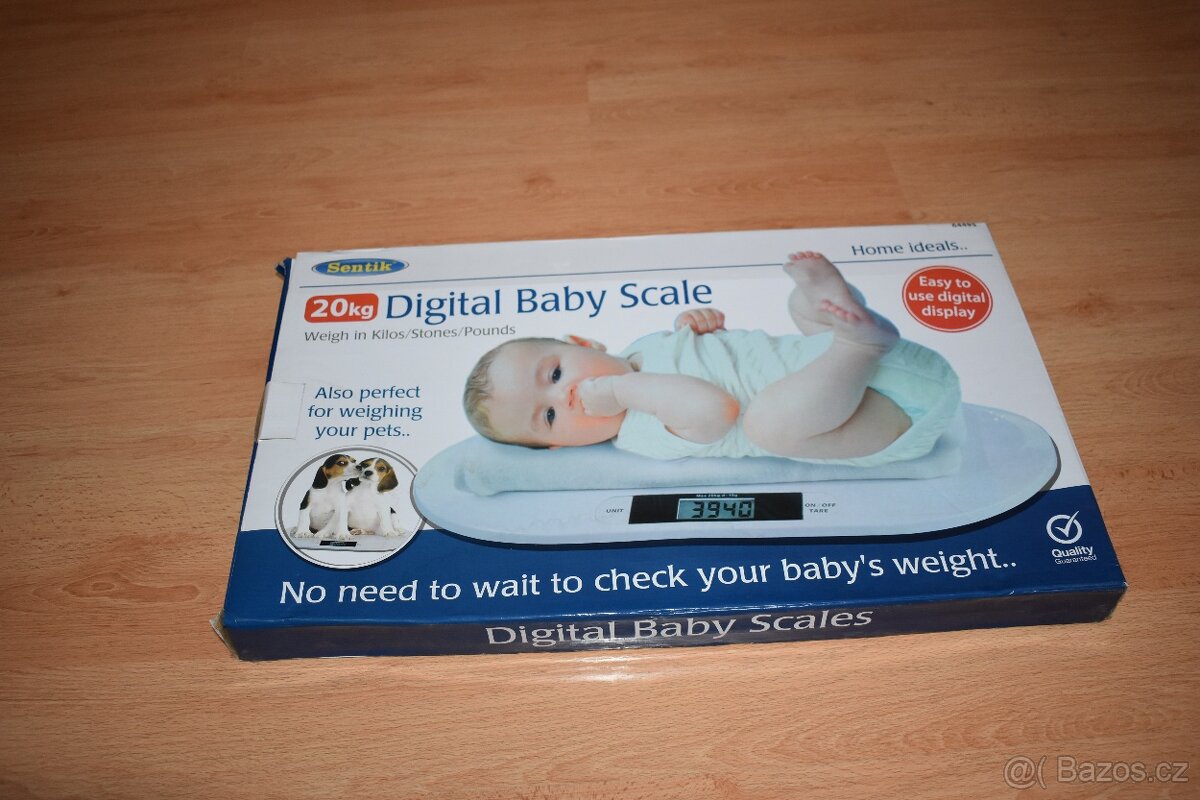 Sentik
Home ideals..
20kg Digital Baby Scale
Weigh in Kilos/Stones/Pounds
Easy to
use digital
display
Also perfect
for weighing
your pets..
UNIT
3940
ON / OFF
TARE
Quality
Guaranteed
No need to wait to check your baby's weight..
Digital Baby Scales
@( Bazos.cz